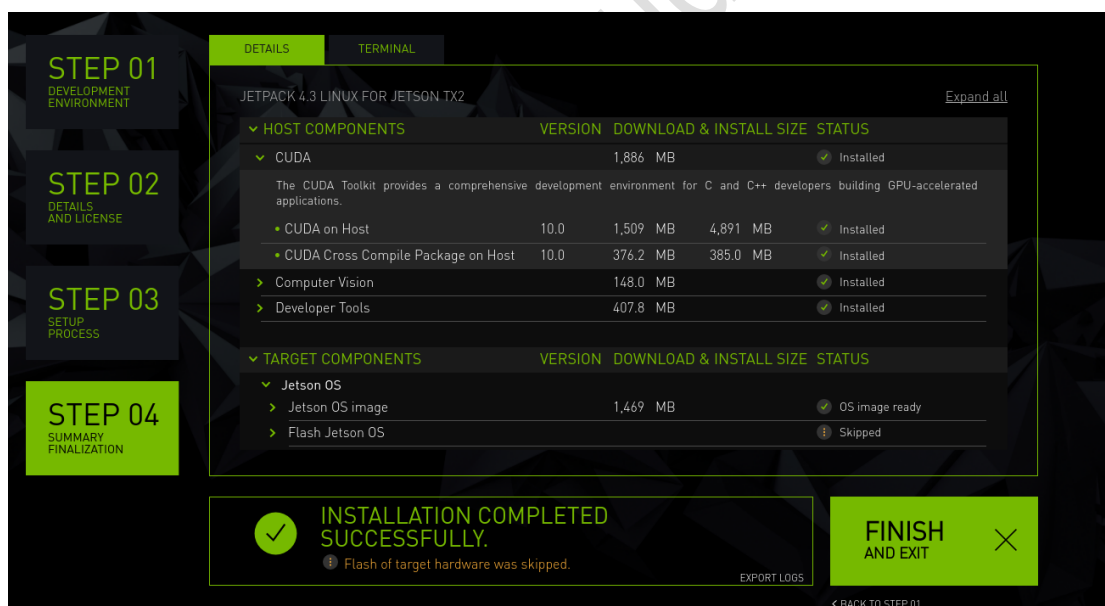 STEP 01
DEVELOPMENT
ENVIRONMENT
STEP 02
DETAILS
AND LICENSE
STEP 03
SETUP
PROCESS
STEP 04
SUMMARY
FINALIZATION
DETAILS TERMINAL
JETPACK 4.3 LINUX FOR JETSON TX2 Expand all
HOST COMPONENTS VERSION DOWNLOAD & INSTALL SIZE STATUS
CUDA 1,886 MB Installed
The CUDA Toolkit provides a comprehensive development environment for C and C++ developers building GPU-accelerated
applications.
• CUDA on Host 10.0 1,509 MB 4,891 MB Installed
• CUDA Cross Compile Package on Host 10.0 376.2 MB 385.0 MB Installed
Computer Vision 148.0 MB Installed
Developer Tools 407.8 MB Installed
TARGET COMPONENTS VERSION DOWNLOAD & INSTALL SIZE STATUS
Jetson OS
Jetson OS image 1,469 MB OS image ready
Flash Jetson OS Skipped
INSTALLATION COMPLETED
SUCCESSFULLY.
Flash of target hardware was skipped.
EXPORT LOGS
FINISH
AND EXIT
< BACK TO STEP 01